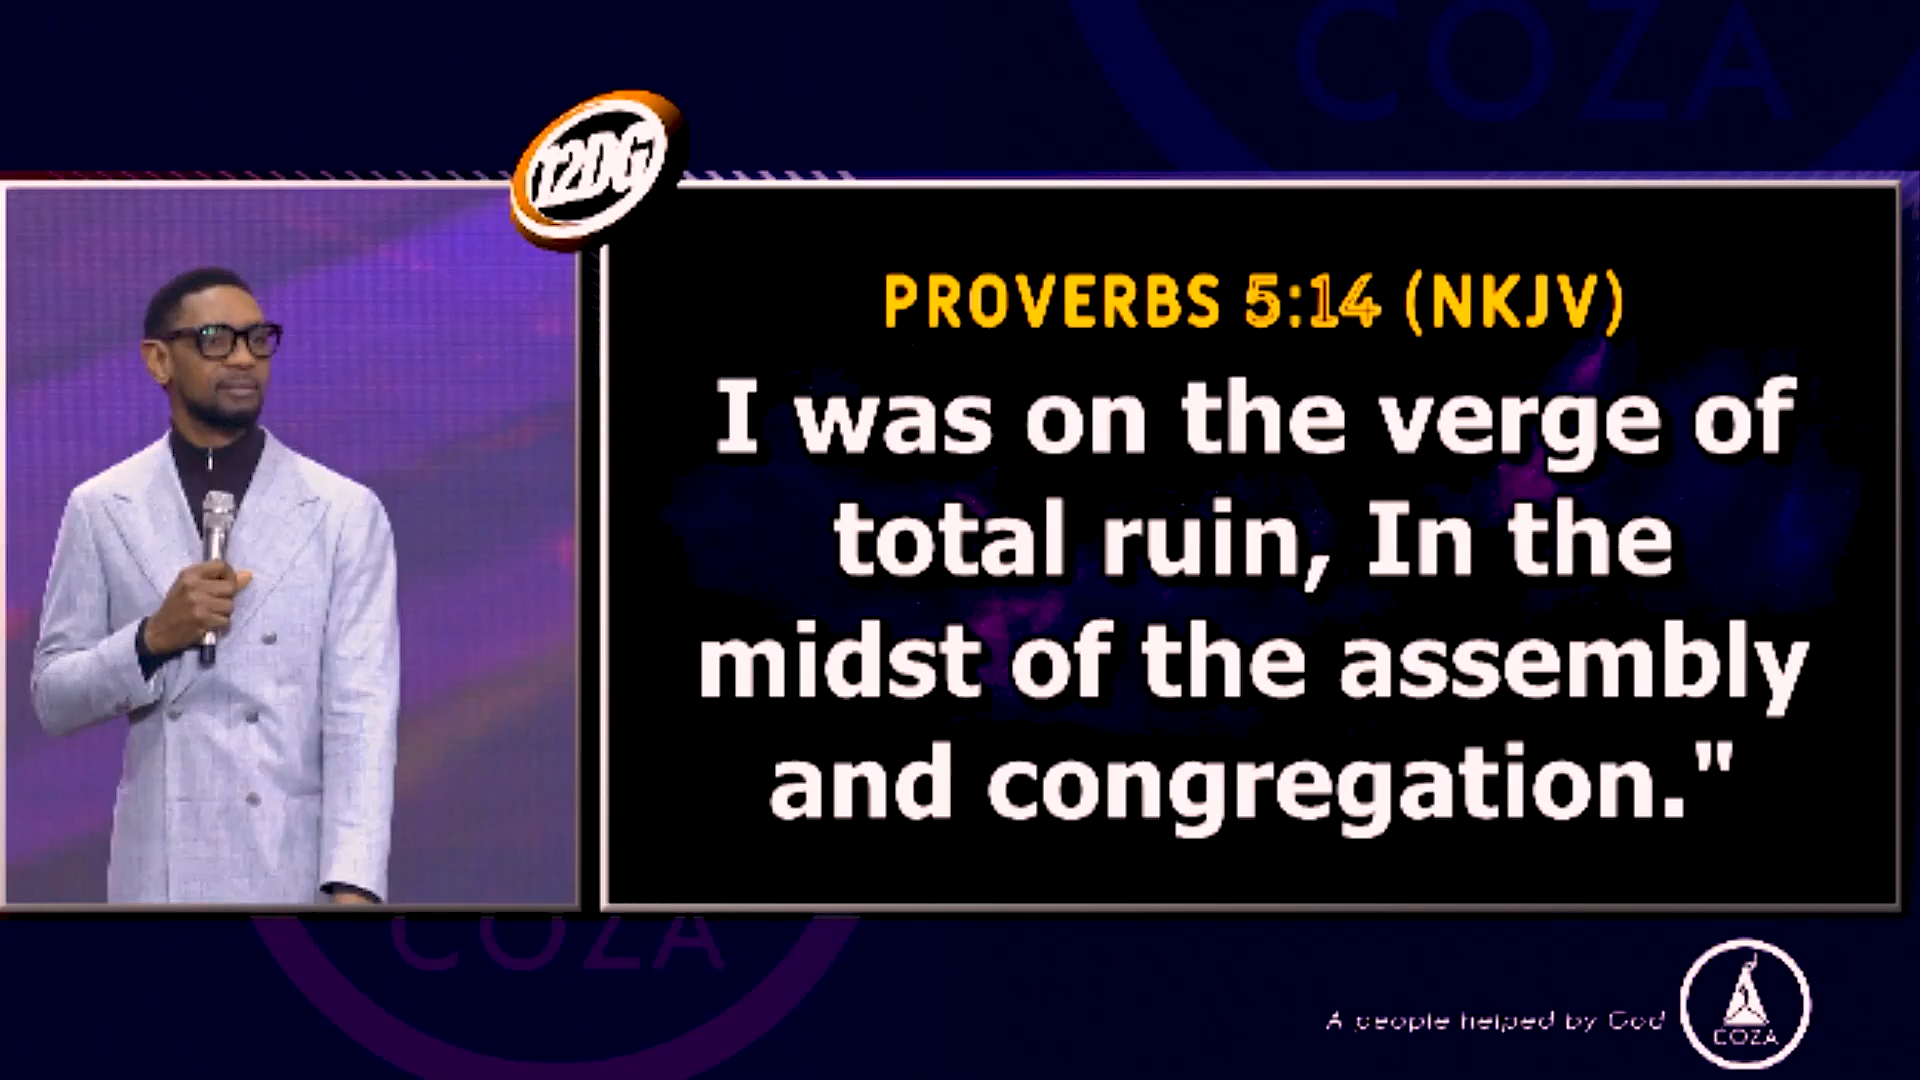 COZA
12DG
PROVERBS 5:14 (NKJV)
I was on the verge of
total ruin, In the
midst of the assembly
and congregation."
COZA
A people helped by God
COZA